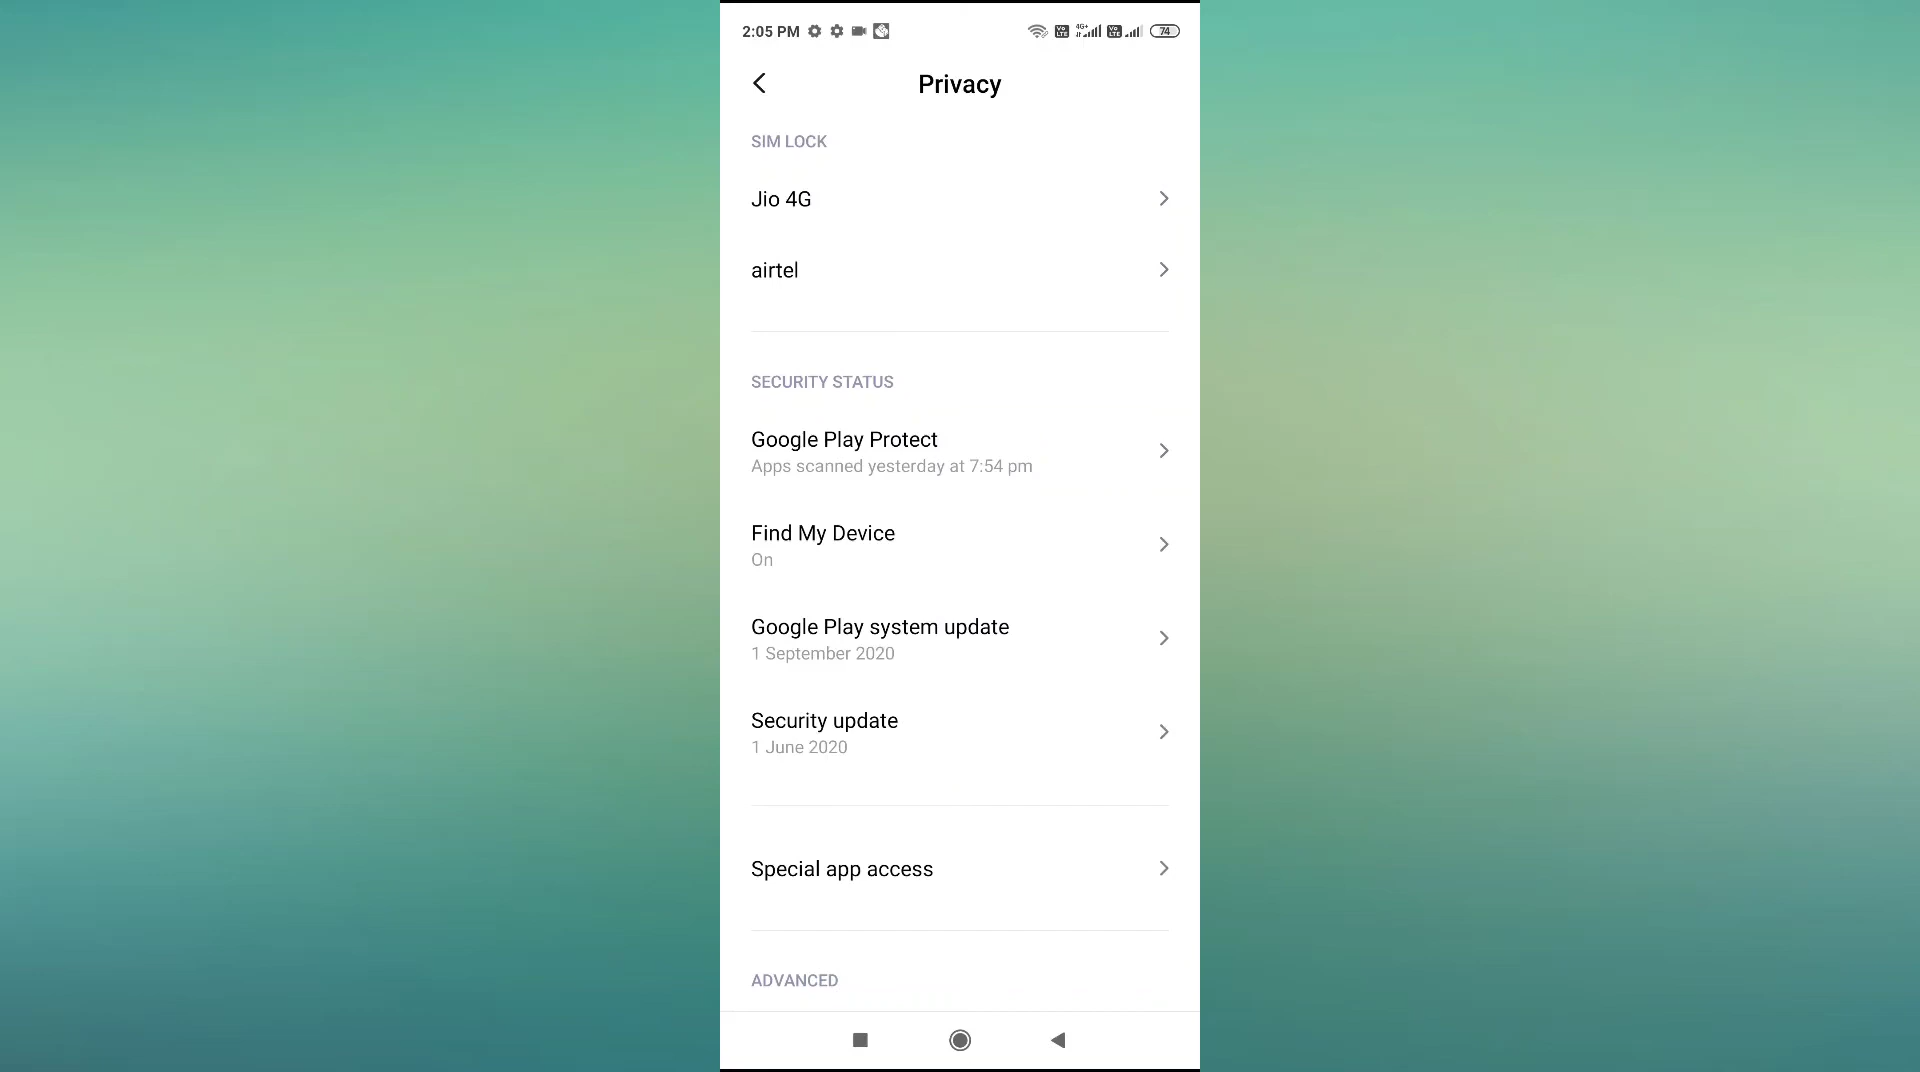 2:05 PM
4G+
74
Privacy
SIM LOCK
Jio 4G
airtel
SECURITY STATUS
Google Play Protect
Apps scanned yesterday at 7:54 pm
Find My Device
On
Google Play system update
1 September 2020
Security update
1 June 2020
Special app access
ADVANCED